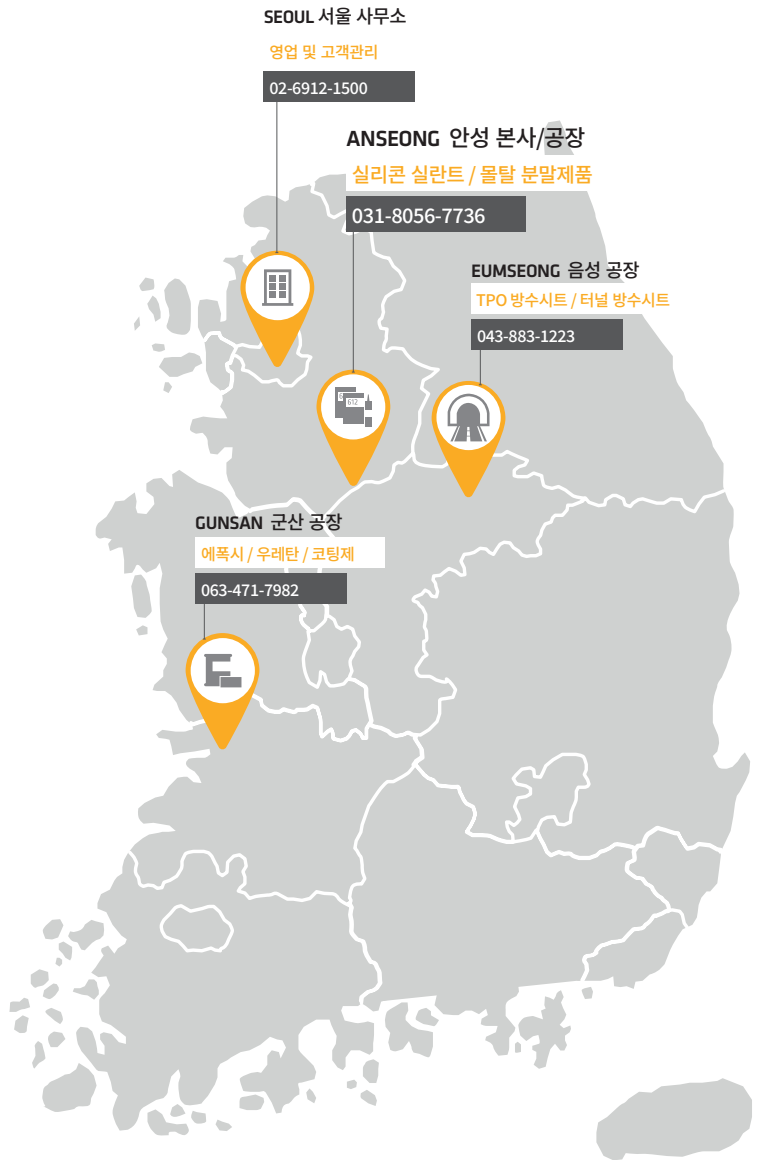 SEOUL 서울 사무소
영업 및 고객관리
02-6912-1500
ANSEONG 안성 본사/공장
실리콘 실란트 / 몰탈 분말제품
031-8056-7736
EUMSEONG 음성 공장
TPO 방수시트 / 터널 방수시트
043-883-1223
612
GUNSAN 군산 공장
에폭시 / 우레탄 / 코팅제
063-471-7982